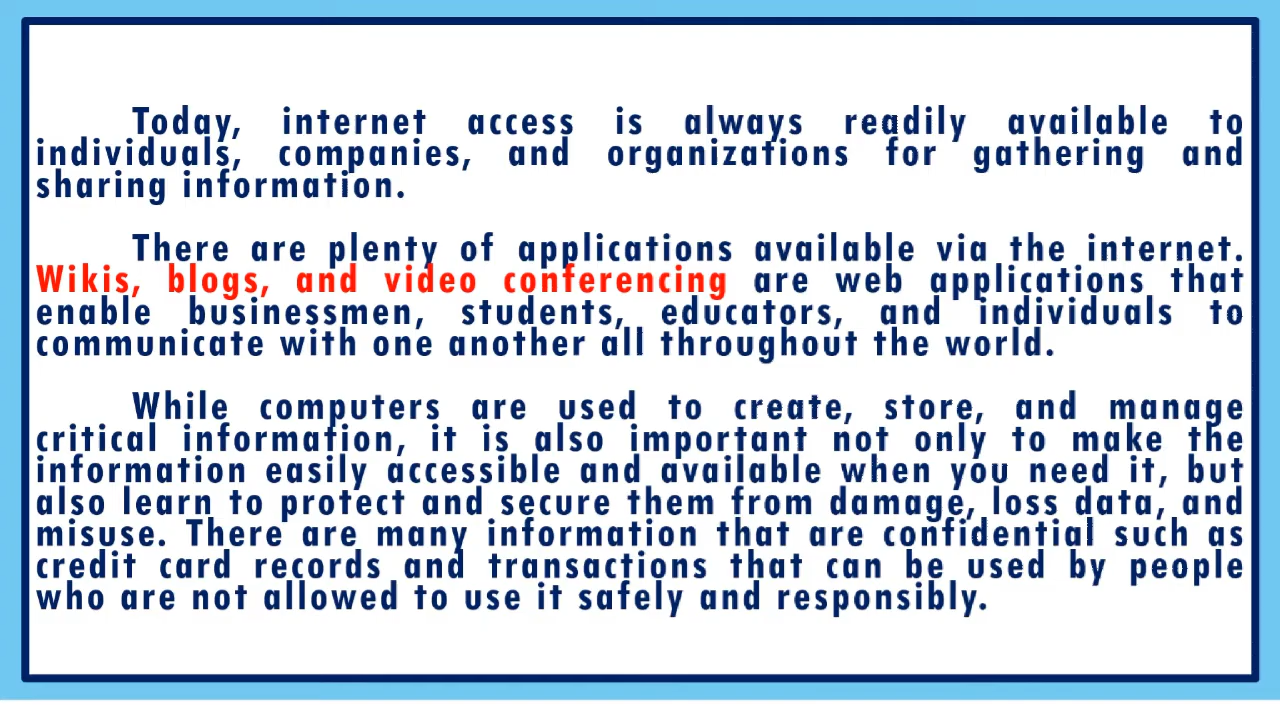 Today, internet access is always readily available to
individuals, companies, and organizations for gathering and
sharing information.
There are plenty of applications available via the internet.
Wikis, blogs, and video conferencing are web applications that
enable businessmen, students, educators, and individuals to
communicate with one another all throughout the world.
While computers are used to create, store, and manage
critical information, it is also important not only to make the
information easily accessible and available when you need it, but
also learn to protect and secure them from damage, loss data, and
misuse. There are many information that are confidential such as
credit card records and transactions that can be used by people
who are not allowed to use it safely and responsibly.